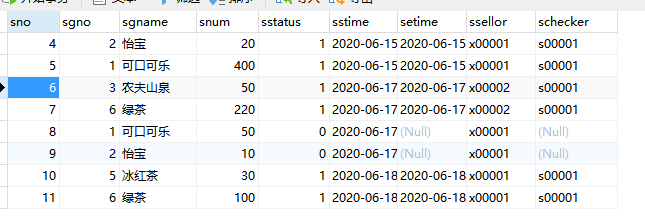 sno sgno sgname snum sstatus sstime setime ssellor schecker
4 2 怡宝 20 1 2020-06-15 2020-06-15 x00001 s00001
5 1 可口可乐 400 1 2020-06-15 2020-06-15 x00001 s00001
6 3 农夫山泉 50 1 2020-06-17 2020-06-17 x00002 s00001
7 6 绿茶 220 1 2020-06-17 2020-06-17 x00002 s00001
8 1 可口可乐 50 0 2020-06-17 (Null) x00001 (Null)
9 2 怡宝 10 0 2020-06-17 (Null) x00001 (Null)
10 5 冰红茶 30 1 2020-06-18 2020-06-18 x00001 s00001
11 6 绿茶 100 1 2020-06-18 2020-06-18 x00001 s00001